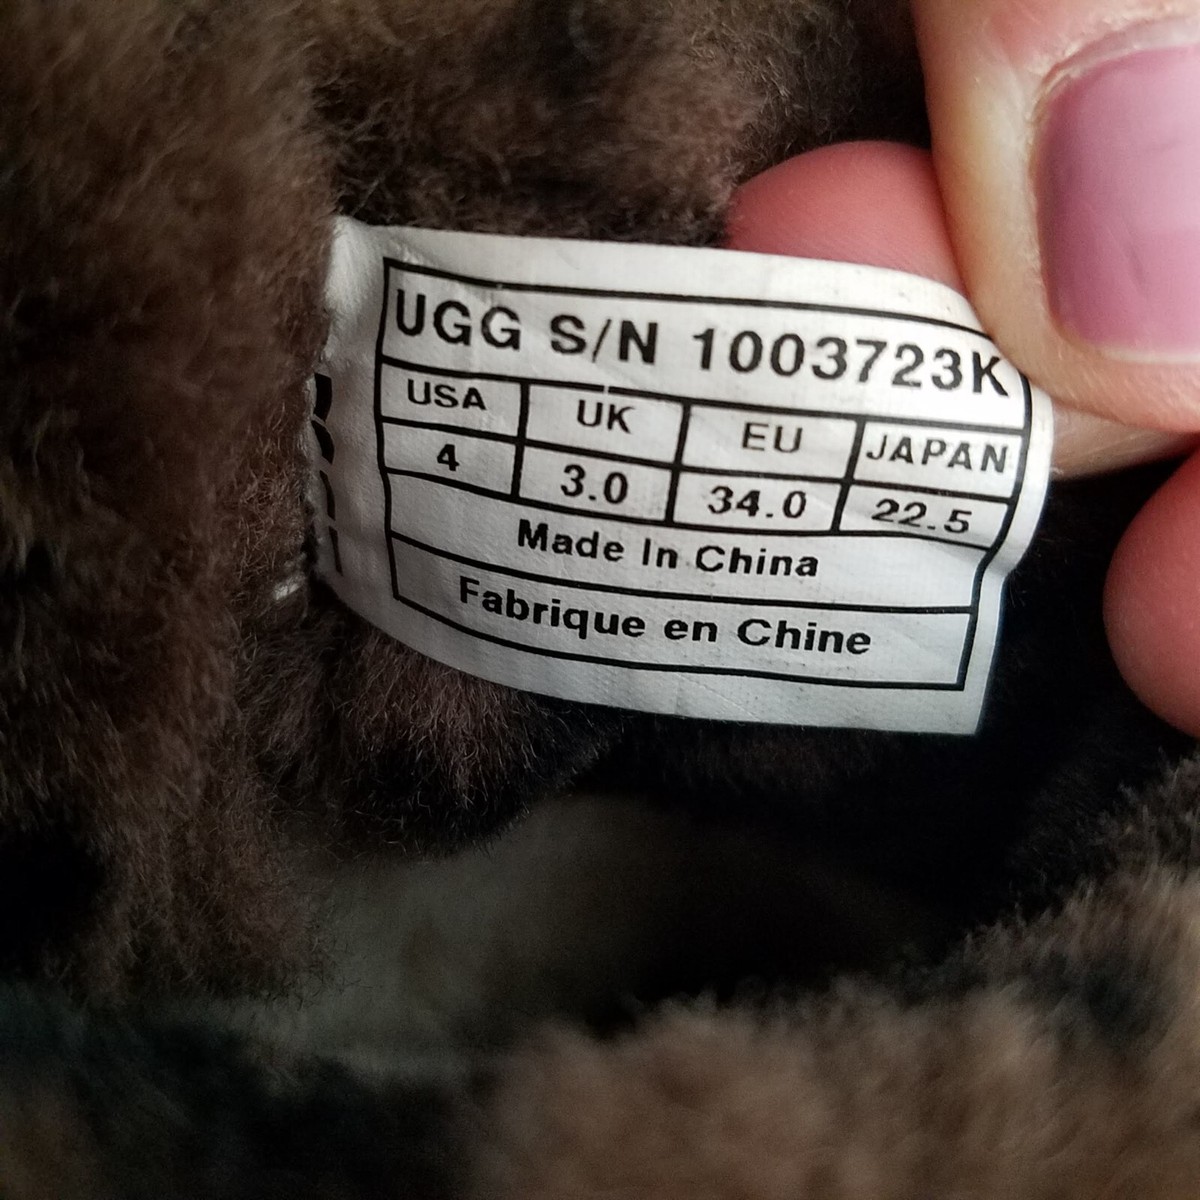 UGG S/N 1003723K
USA UK EU JAPAN
4 3.0 34.0 22.5
Made In China
Fabrique en Chine